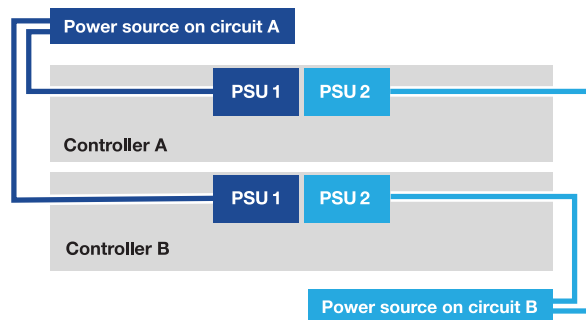 Power source on circuit A
PSU 1 PSU 2
Controller A
PSU 1 PSU 2
Controller B
Power source on circuit B